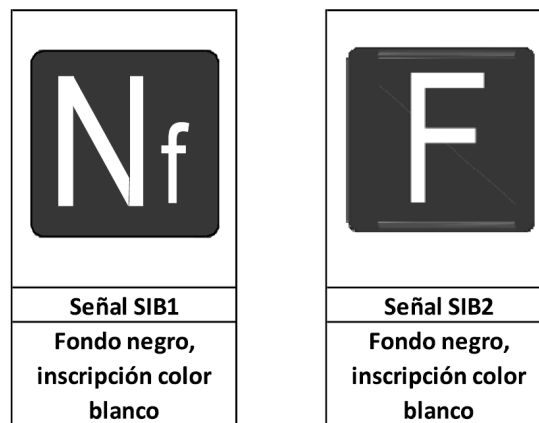 Nf
Señal SIB1
Fondo negro,
inscripción color
blanco
F
Señal SIB2
Fondo negro,
inscripción color
blanco